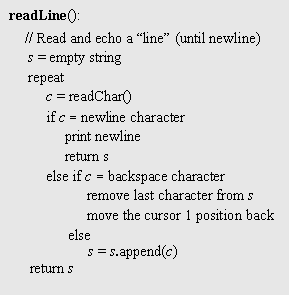 readLine():
// Read and echo a “line” (until newline)
s = empty string
repeat
c = readChar()
if c = newline character
print newline
return s
else if c = backspace character
remove last character from s
move the cursor 1 position back
else
s = s.append(c)
return s